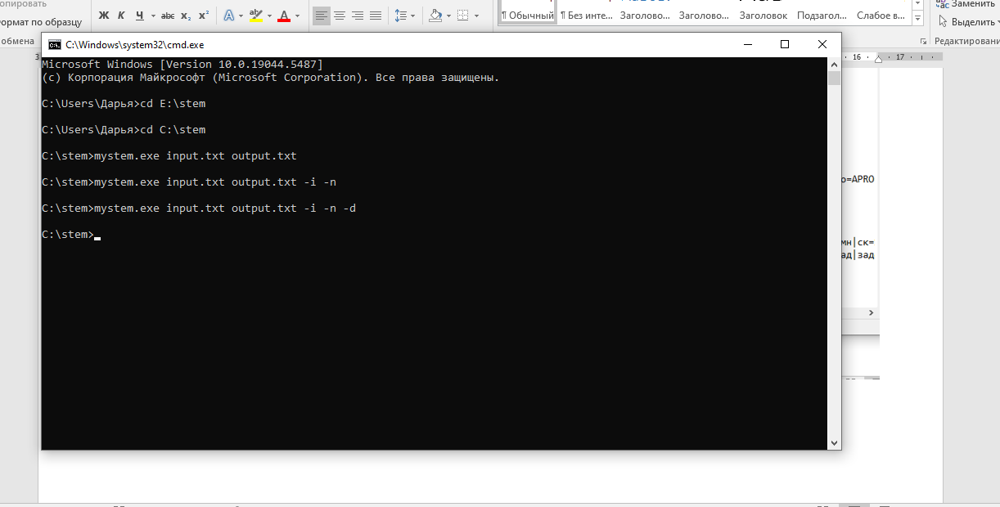 опировать
Заменить
Ж К Ч abc x₂ x² А ab А
¶ Обычный ¶ Без инте... Заголово... Заголово... Заголовок Подзагол... Слабое в...
ормат по образцу
Выделить
обмена
Редактировани
C:\Windows\system32\cmd.exe
3
16 17
Microsoft Windows [Version 10.0.19044.5487]
(c) Корпорация Майкрософт (Microsoft Corporation). Все права защищены.
C:\Users\Дарья>cd E:\stem
C:\Users\Дарья>cd C:\stem
C:\stem>mystem.exe input.txt output.txt
о=APRO
C:\stem>mystem.exe input.txt output.txt -i -n
C:\stem>mystem.exe input.txt output.txt -i -n -d
C:\stem>
мн|ск=
ад|зад